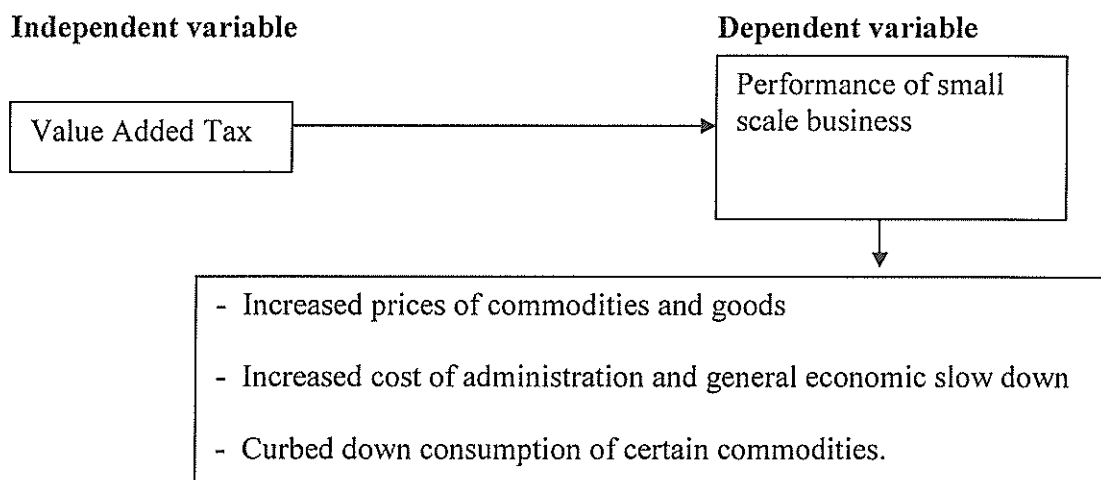 Independent variable
Dependent variable
Value Added Tax
Performance of small
scale business
- Increased prices of commodities and goods
- Increased cost of administration and general economic slow down
- Curbed down consumption of certain commodities.